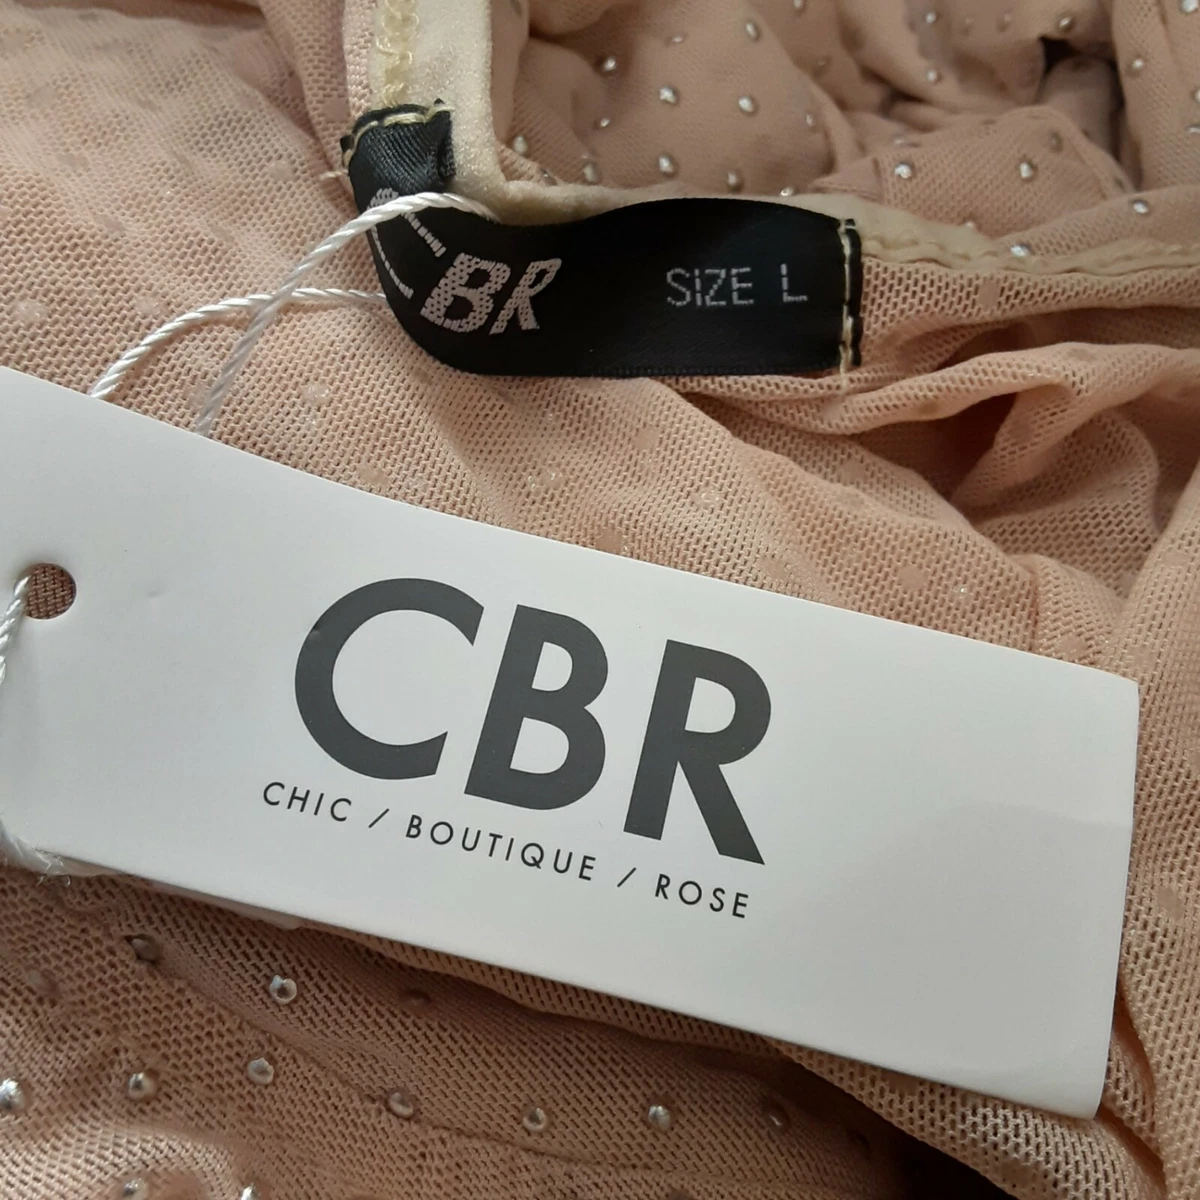 CBR SIZE L
CBR
CHIC / BOUTIQUE / ROSE